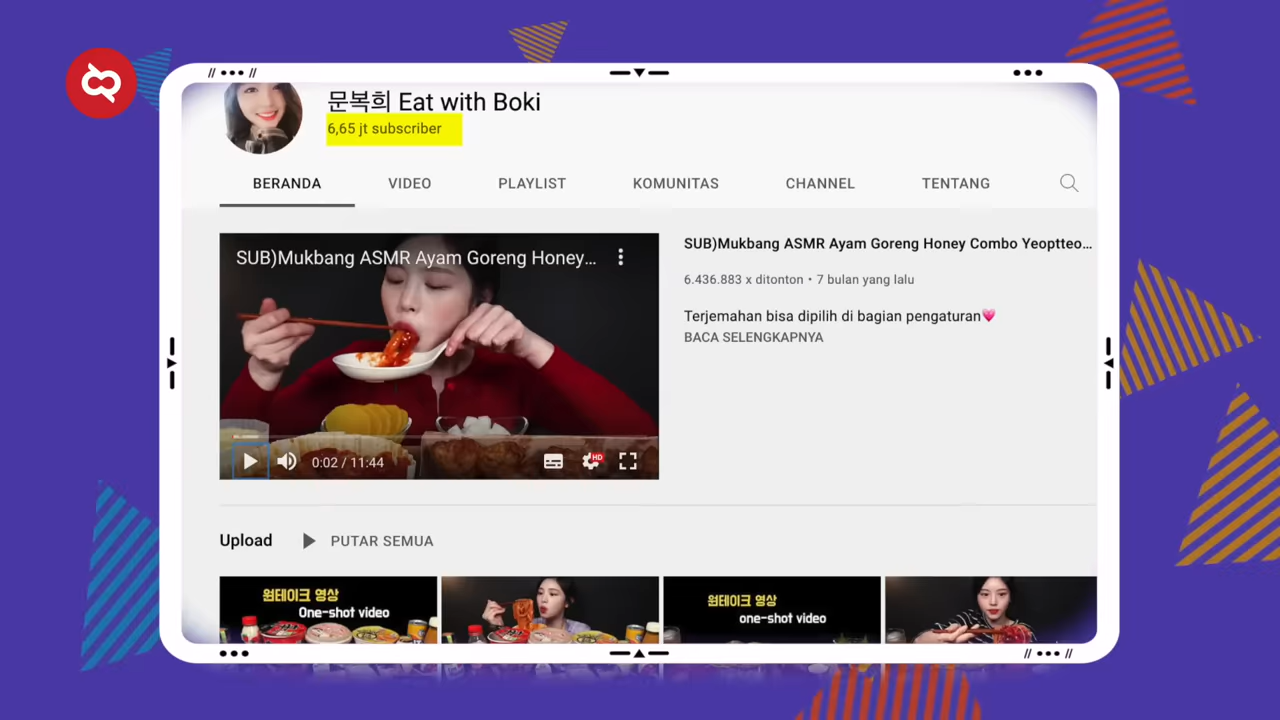 문복희 Eat with Boki
6,65 jt subscriber
BERANDA VIDEO PLAYLIST KOMUNITAS CHANNEL TENTANG
SUB)Mukbang ASMR Ayam Goreng Honey...
0:02 / 11:44
HD
SUB)Mukbang ASMR Ayam Goreng Honey Combo Yeoptteo...
6.436.883 x ditonton • 7 bulan yang lalu
Terjemahan bisa dipilih di bagian pengaturan💗
BACA SELENGKAPNYA
Upload PUTAR SEMUA
원테이크 영상
One-shot video
원테이크 영상
one-shot video